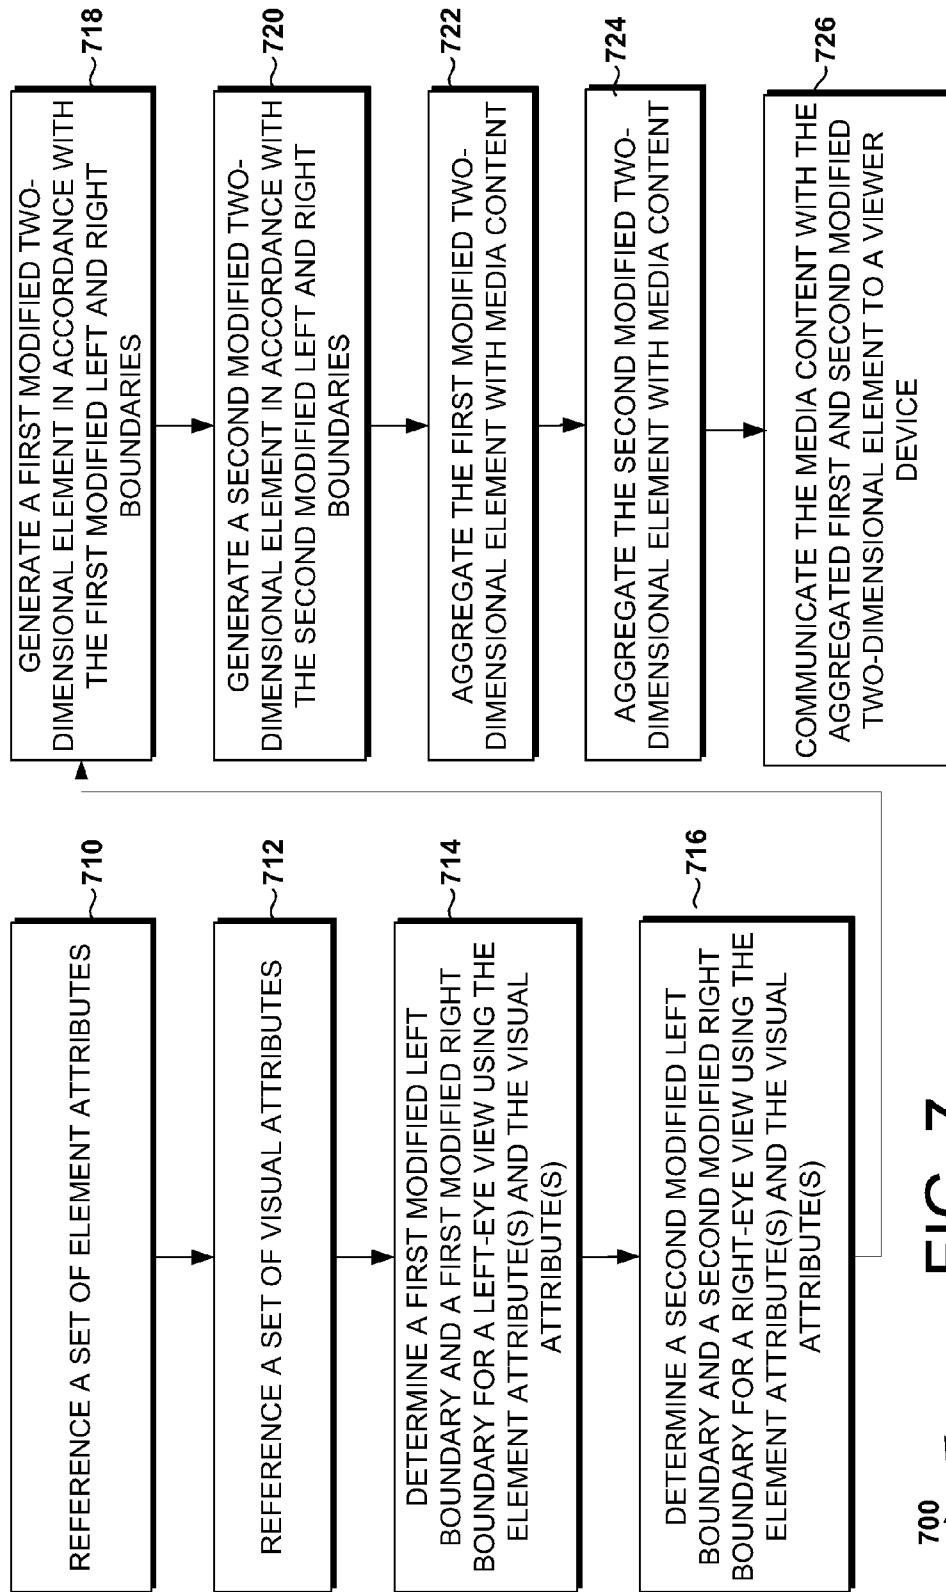 REFERENCE A SET OF ELEMENT ATTRIBUTES
710
REFERENCE A SET OF VISUAL ATTRIBUTES
712
DETERMINE A FIRST MODIFIED LEFT
BOUNDARY AND A FIRST MODIFIED RIGHT
BOUNDARY FOR A LEFT-EYE VIEW USING THE
ELEMENT ATTRIBUTE(S) AND THE VISUAL
ATTRIBUTE(S)
714
DETERMINE A SECOND MODIFIED LEFT
BOUNDARY AND A SECOND MODIFIED RIGHT
BOUNDARY FOR A RIGHT-EYE VIEW USING THE
ELEMENT ATTRIBUTE(S) AND THE VISUAL
ATTRIBUTE(S)
716
GENERATE A FIRST MODIFIED TWO-
DIMENSIONAL ELEMENT IN ACCORDANCE WITH
THE FIRST MODIFIED LEFT AND RIGHT
BOUNDARIES
718
GENERATE A SECOND MODIFIED TWO-
DIMENSIONAL ELEMENT IN ACCORDANCE WITH
THE SECOND MODIFIED LEFT AND RIGHT
BOUNDARIES
720
AGGREGATE THE FIRST MODIFIED TWO-
DIMENSIONAL ELEMENT WITH MEDIA CONTENT
722
AGGREGATE THE SECOND MODIFIED TWO-
DIMENSIONAL ELEMENT WITH MEDIA CONTENT
724
COMMUNICATE THE MEDIA CONTENT WITH THE
AGGREGATED FIRST AND SECOND MODIFIED
TWO-DIMENSIONAL ELEMENT TO A VIEWER
DEVICE
726
700
FIG. 7